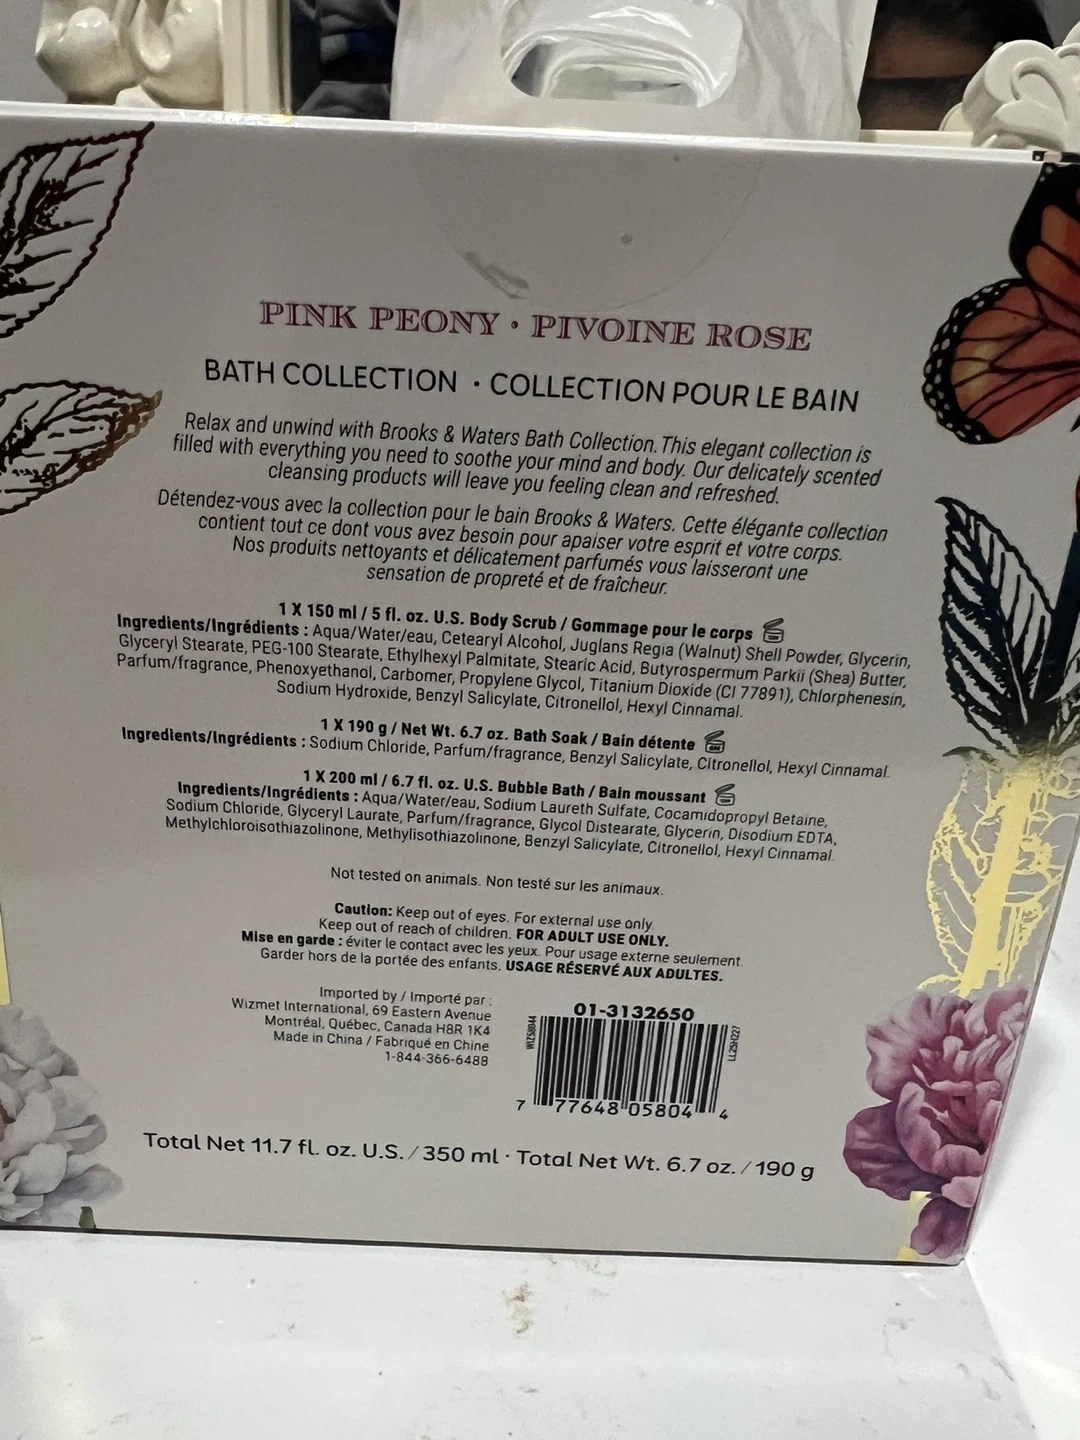 PINK PEONY · PIVOINE ROSE
BATH COLLECTION · COLLECTION POUR LE BAIN
Relax and unwind with Brooks & Waters Bath Collection. This elegant collection is
filled with everything you need to soothe your mind and body. Our delicately scented
cleansing products will leave you feeling clean and refreshed.
Détendez-vous avec la collection pour le bain Brooks & Waters. Cette élégante collection
contient tout ce dont vous avez besoin pour apaiser votre esprit et votre corps.
Nos produits nettoyants et délicatement parfumés vous laisseront une
sensation de propreté et de fraîcheur.
1 X 150 ml / 5 fl. oz. U.S. Body Scrub / Gommage pour le corps
Ingredients/Ingrédients : Aqua/Water/eau, Cetearyl Alcohol, Juglans Regia (Walnut) Shell Powder, Glycerin,
Glyceryl Stearate, PEG-100 Stearate, Ethylhexyl Palmitate, Stearic Acid, Butyrospermum Parkii (Shea) Butter,
Parfum/fragrance, Phenoxyethanol, Carbomer, Propylene Glycol, Titanium Dioxide (CI 77891), Chlorphenesin,
Sodium Hydroxide, Benzyl Salicylate, Citronellol, Hexyl Cinnamal.
1 X 190 g / Net Wt. 6.7 oz. Bath Soak / Bain détente
Ingredients/Ingrédients : Sodium Chloride, Parfum/fragrance, Benzyl Salicylate, Citronellol, Hexyl Cinnamal.
1 X 200 ml / 6.7 fl. oz. U.S. Bubble Bath / Bain moussant
Ingredients/Ingrédients : Aqua/Water/eau, Sodium Laureth Sulfate, Cocamidopropyl Betaine,
Sodium Chloride, Glyceryl Laurate, Parfum/fragrance, Glycol Distearate, Glycerin, Disodium EDTA,
Methylchloroisothiazolinone, Methylisothiazolinone, Benzyl Salicylate, Citronellol, Hexyl Cinnamal.
Not tested on animals. Non testé sur les animaux.
Caution: Keep out of eyes. For external use only.
Keep out of reach of children. FOR ADULT USE ONLY.
Mise en garde : éviter le contact avec les yeux. Pour usage externe seulement.
Garder hors de la portée des enfants. USAGE RÉSERVÉ AUX ADULTES.
Imported by / Importé par :
Wizmet International, 69 Eastern Avenue
Montréal, Québec, Canada H8R 1K4
Made in China / Fabriqué en Chine
1-844-366-6488
01-3132650
WIZ58044
7 77648 05804 4
Total Net 11.7 fl. oz. U.S. / 350 ml · Total Net Wt. 6.7 oz. / 190 g